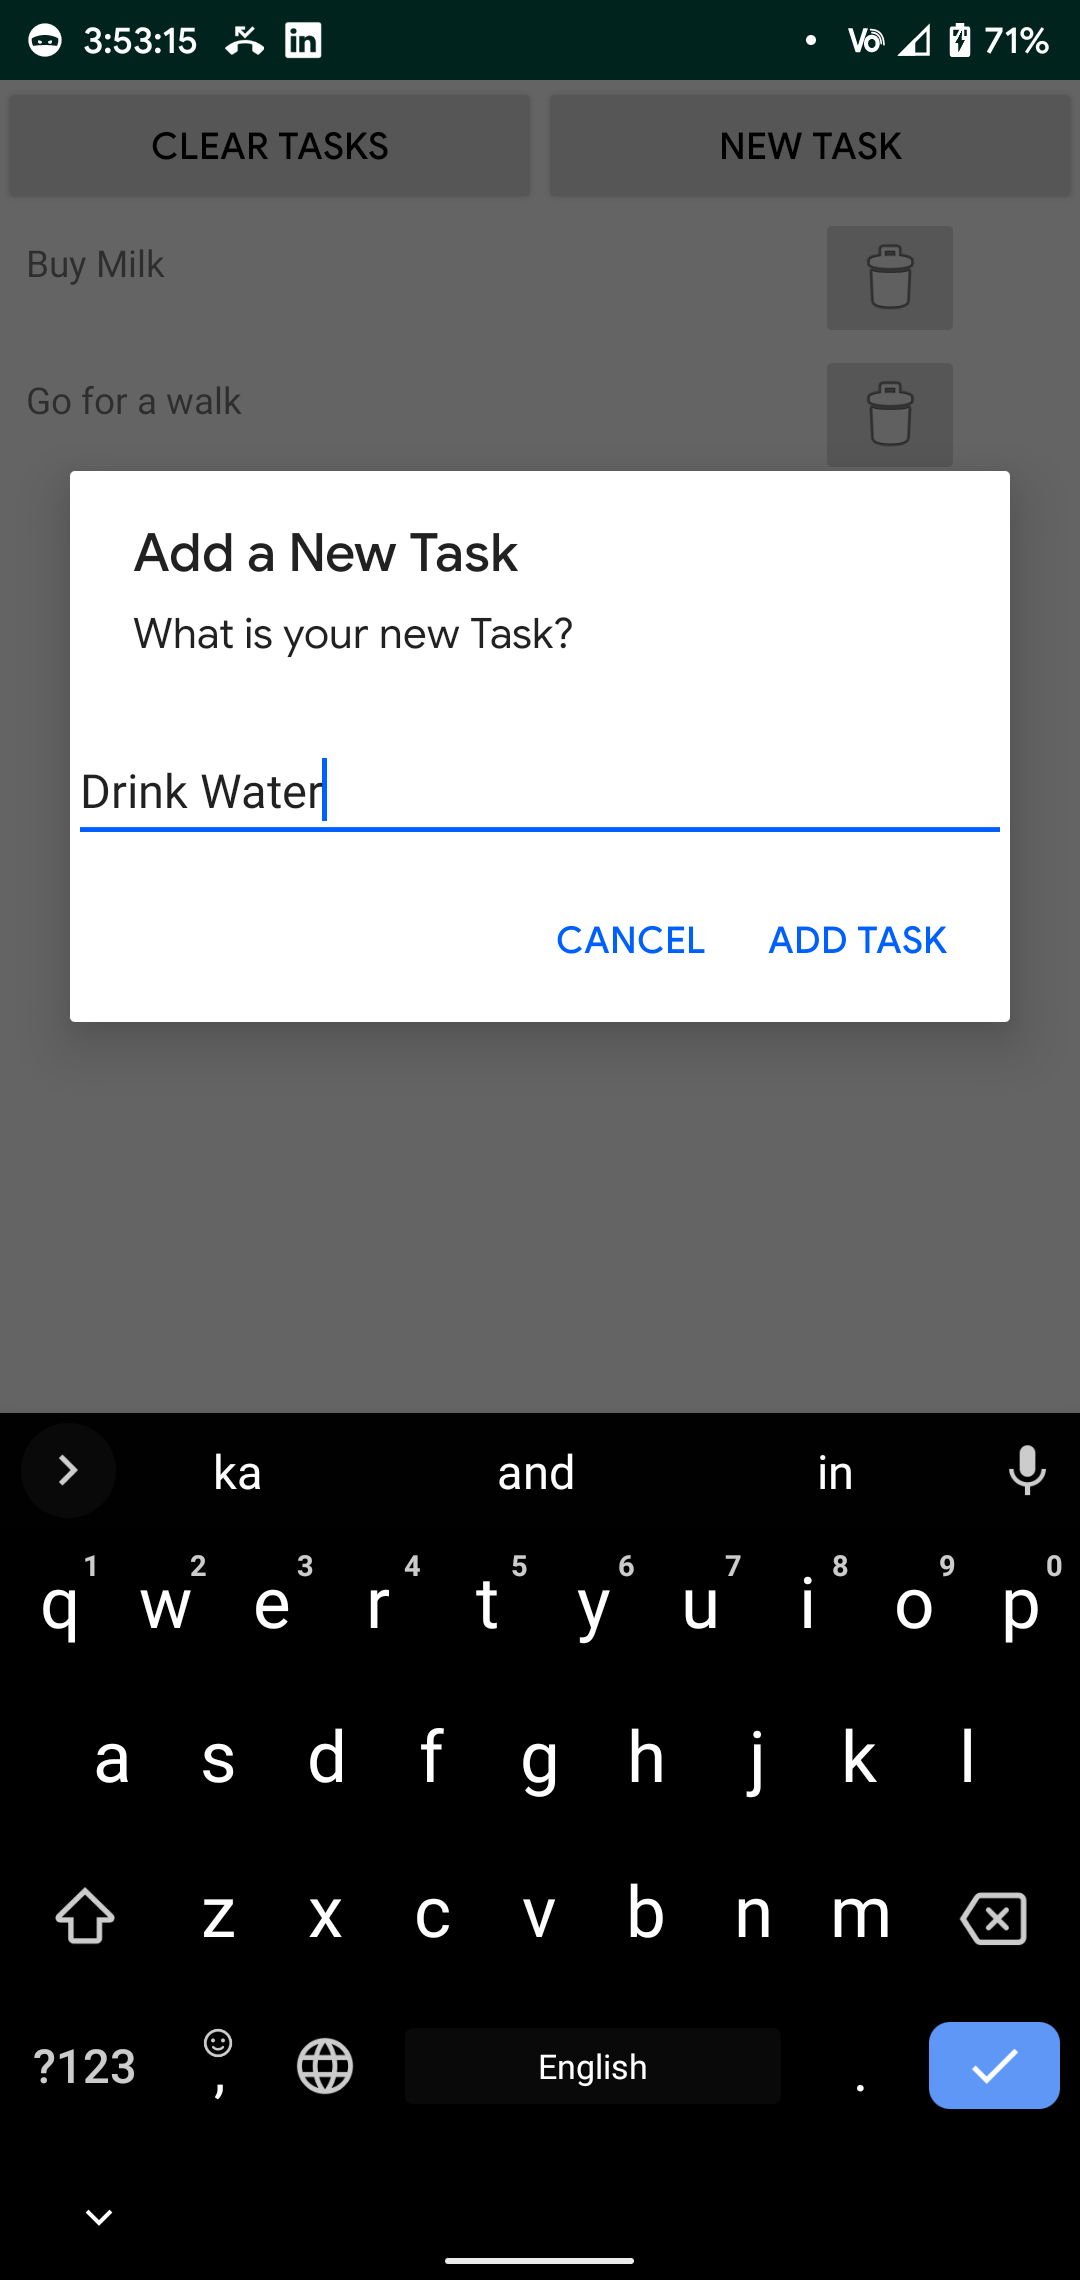 3:53:15 in 71%
CLEAR TASKS NEW TASK
Buy Milk
Go for a walk
Add a New Task
What is your new Task?
Drink Water
CANCEL ADD TASK
ka and in
1 2 3 4 5 6 7 8 9 0
q w e r t y u i o p
a s d f g h j k l
z x c v b n m
?123 , English .